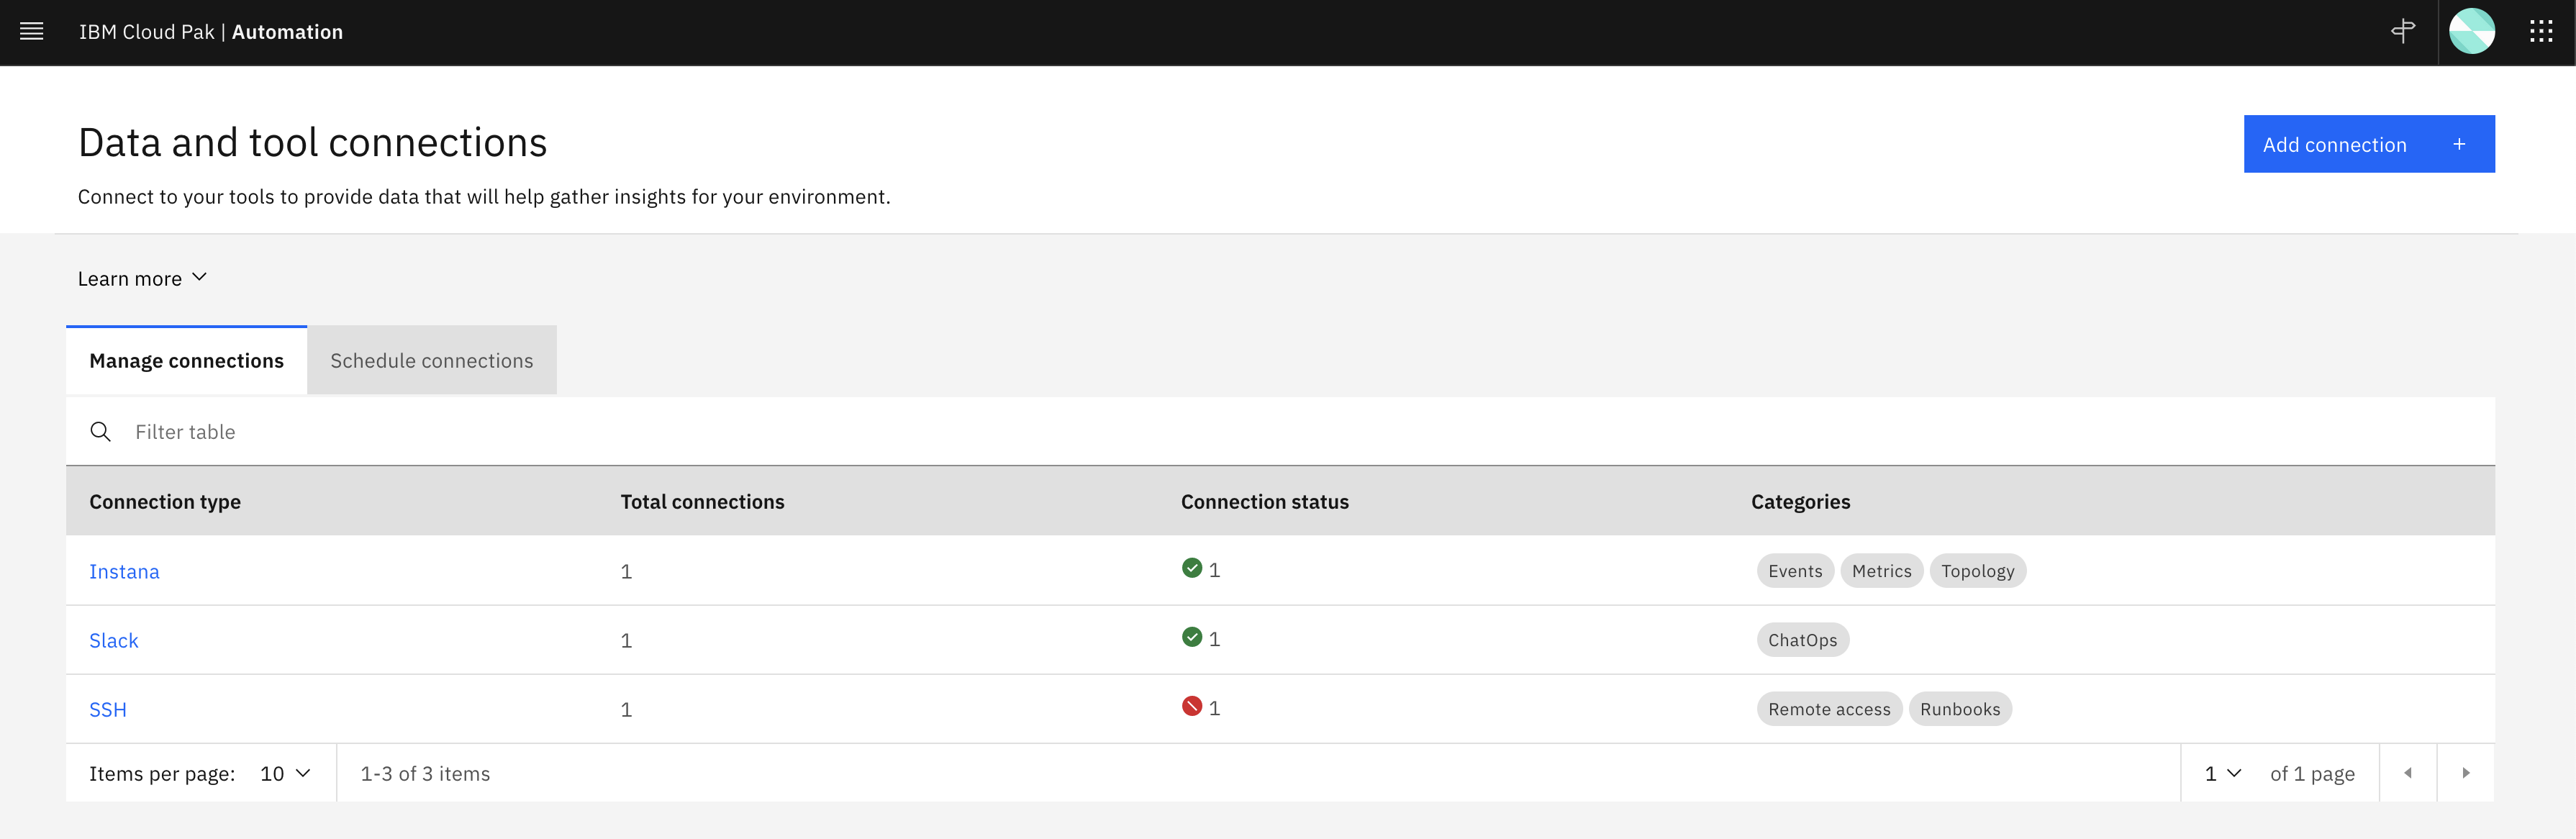 IBM Cloud Pak | Automation
Data and tool connections
Add connection +
Connect to your tools to provide data that will help gather insights for your environment.
Learn more
Manage connections Schedule connections
Filter table
Connection type Total connections Connection status Categories
Instana 1 1 Events Metrics Topology
Slack 1 1 ChatOps
SSH 1 1 Remote access Runbooks
Items per page: 10 1-3 of 3 items 1 of 1 page